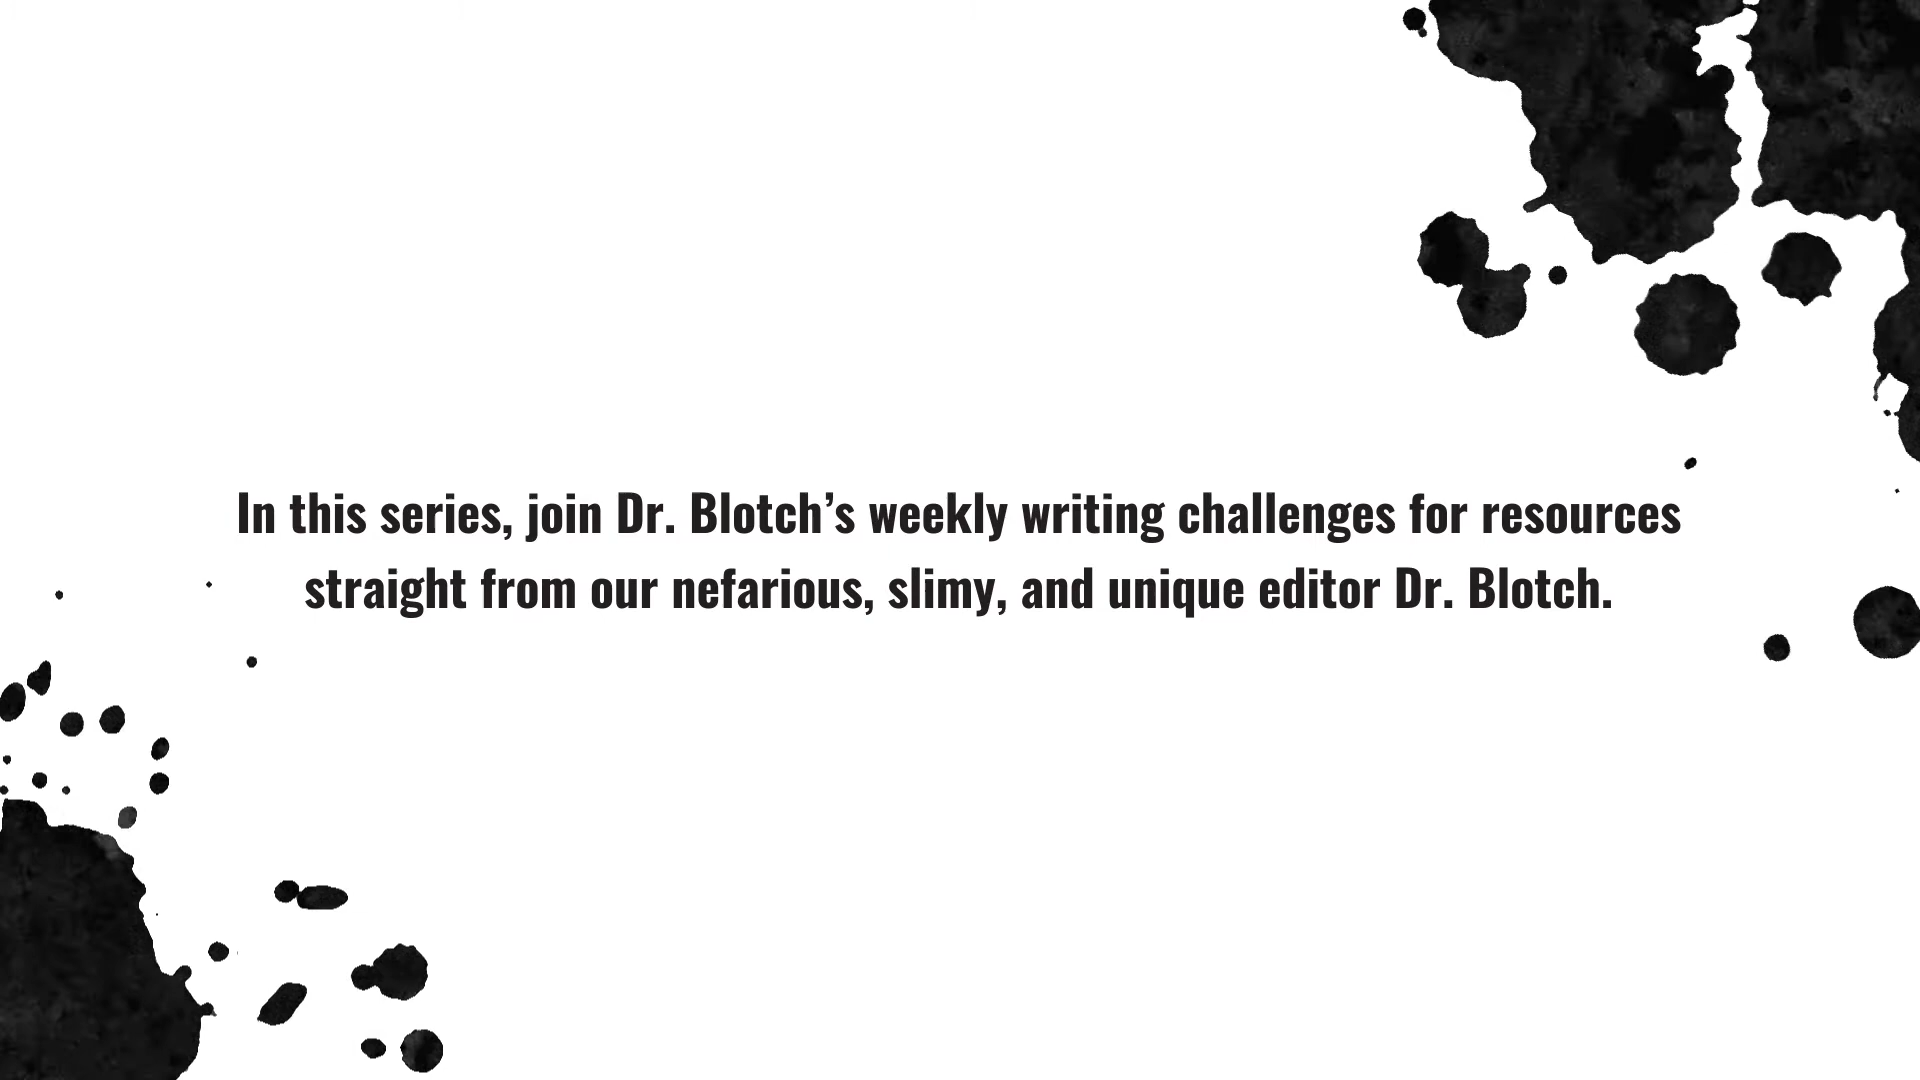 In this series, join Dr. Blotch’s weekly writing challenges for resources
straight from our nefarious, slimy, and unique editor Dr. Blotch.